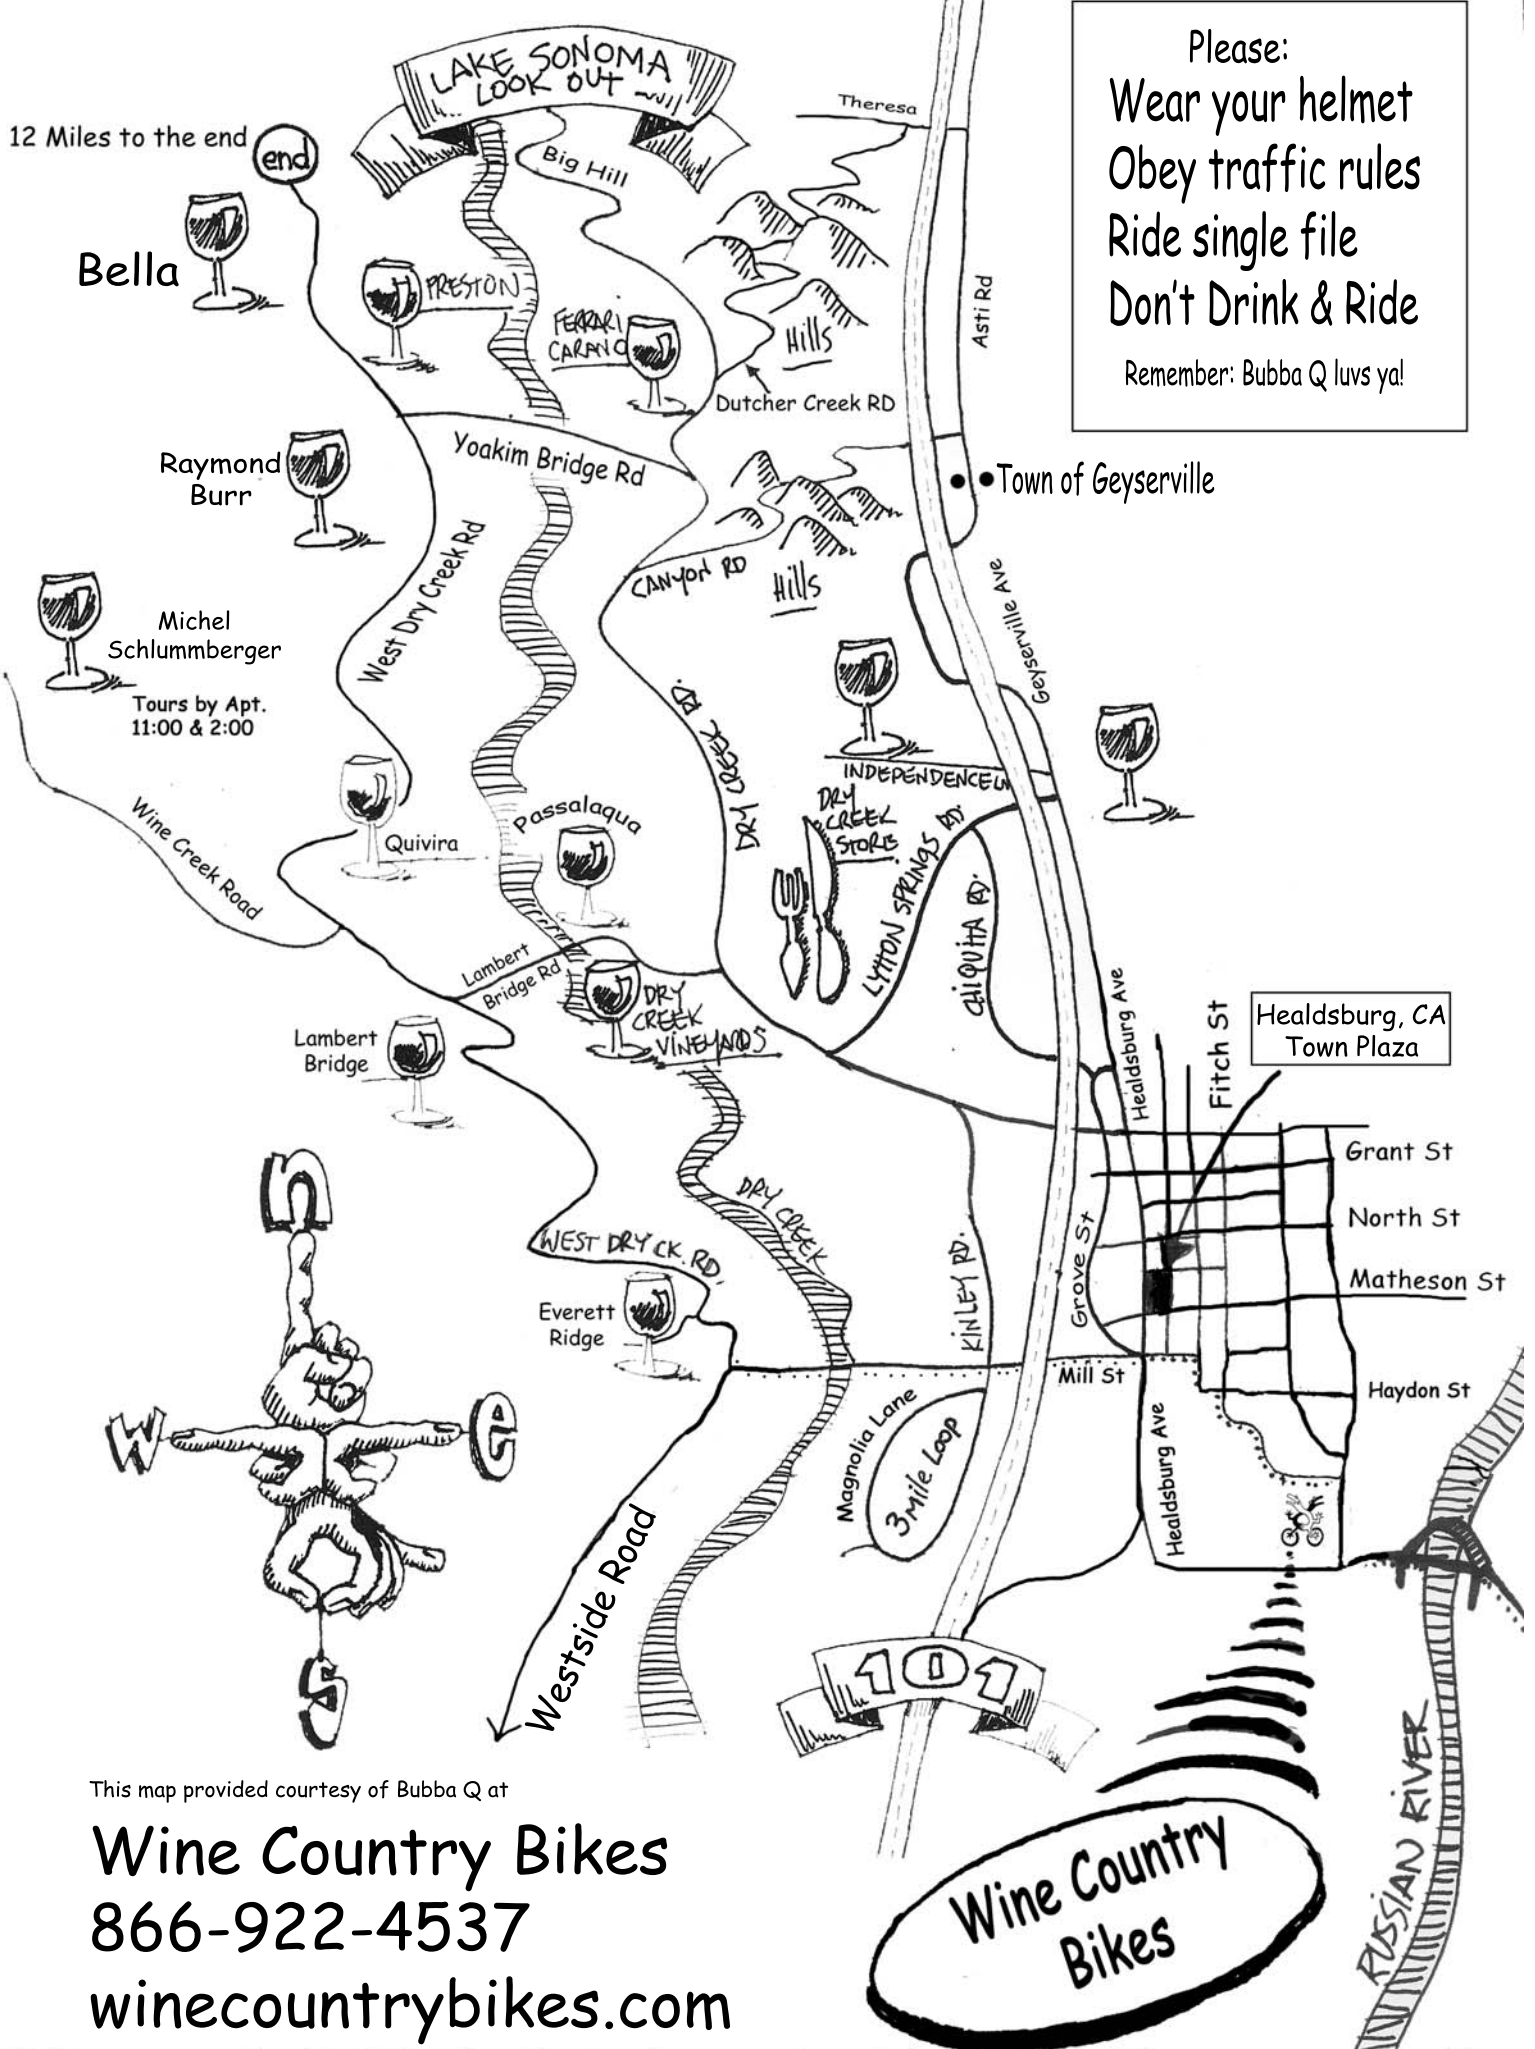 LAKE SONOMA
LOOK OUT
Please:
Wear your helmet
Obey traffic rules
Ride single file
Don't Drink & Ride
Remember: Bubba Q luvs ya!
Theresa
12 Miles to the end
end
Big Hill
Bella
PRESTON
FERRARI
CARANO
Hills
Asti Rd
Dutcher Creek RD
Yoakim Bridge Rd
Raymond
Burr
Town of Geyserville
West Dry Creek Rd
CANYON RD
Hills
Geyserville Ave
Michel
Schlummberger
Tours by Apt.
11:00 & 2:00
DRY CREEK RD.
INDEPENDENCE LN
Wine Creek Road
Quivira
Passalaqua
DRY
CREEK
STORE
LYTTON SPRINGS RD.
CHIQUITA RD.
Lambert
Bridge Rd
DRY
CREEK
VINEYARDS
Lambert
Bridge
Healdsburg Ave
Fitch St
Healdsburg, CA
Town Plaza
Grant St
North St
Matheson St
Haydon St
DRY CREEK
WEST DRY CK. RD.
KINLEY RD.
Grove St
Everett
Ridge
Mill St
Magnolia Lane
3 Mile Loop
Healdsburg Ave
n
w
e
s
Westside Road
101
RUSSIAN RIVER
This map provided courtesy of Bubba Q at
Wine Country Bikes
866-922-4537
winecountrybikes.com
Wine Country
Bikes